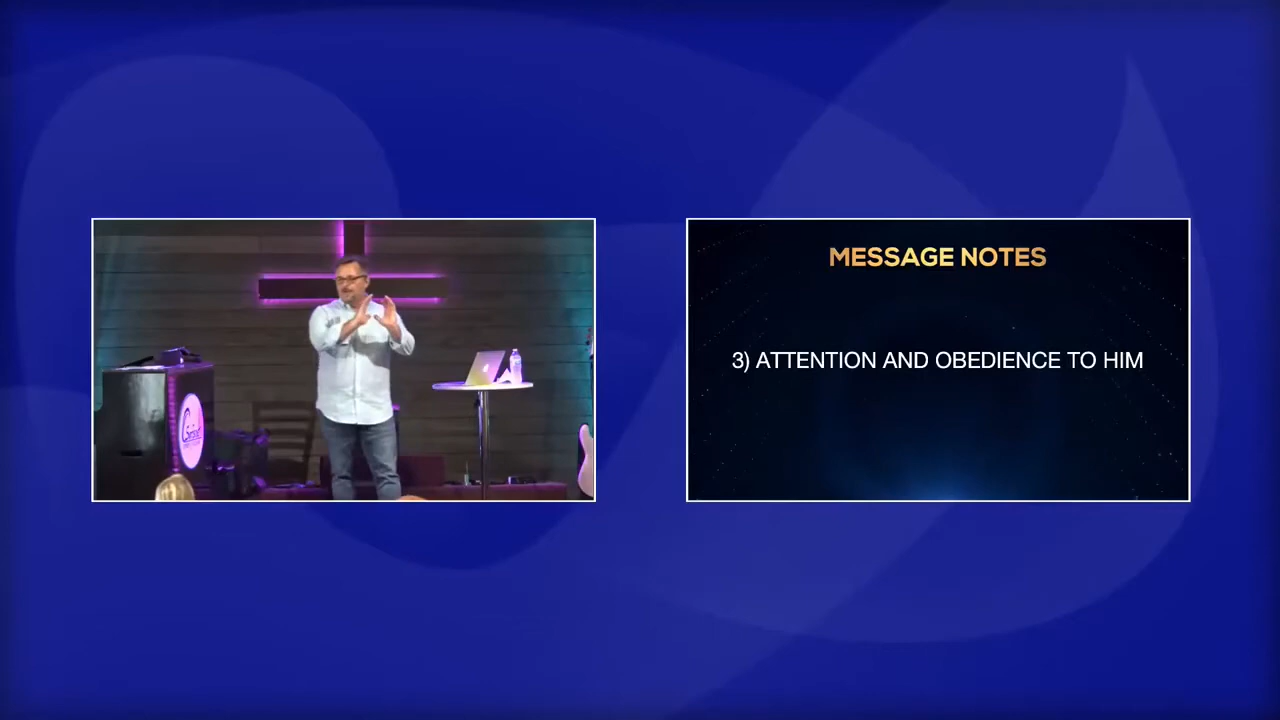 MESSAGE NOTES
3) ATTENTION AND OBEDIENCE TO HIM